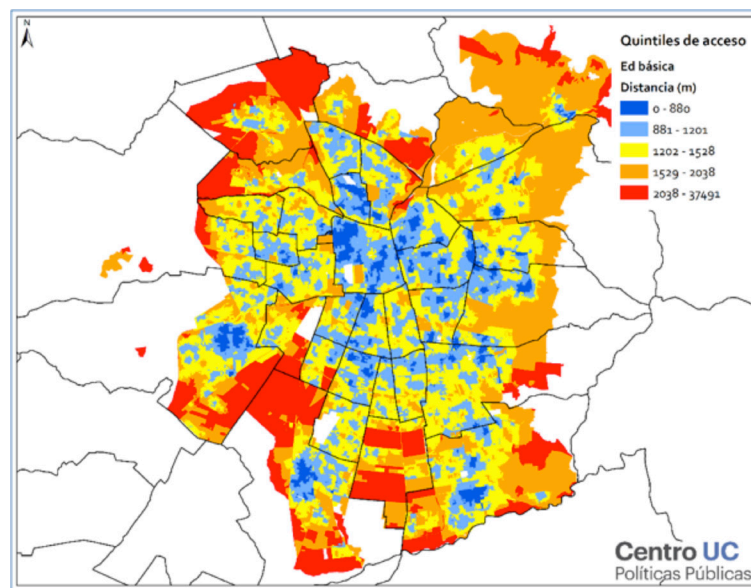 N
Quintiles de acceso
Ed básica
Distancia (m)
0 - 880
881 - 1201
1202 - 1528
1529 - 2038
2038 - 37491
Centro UC
Políticas Públicas